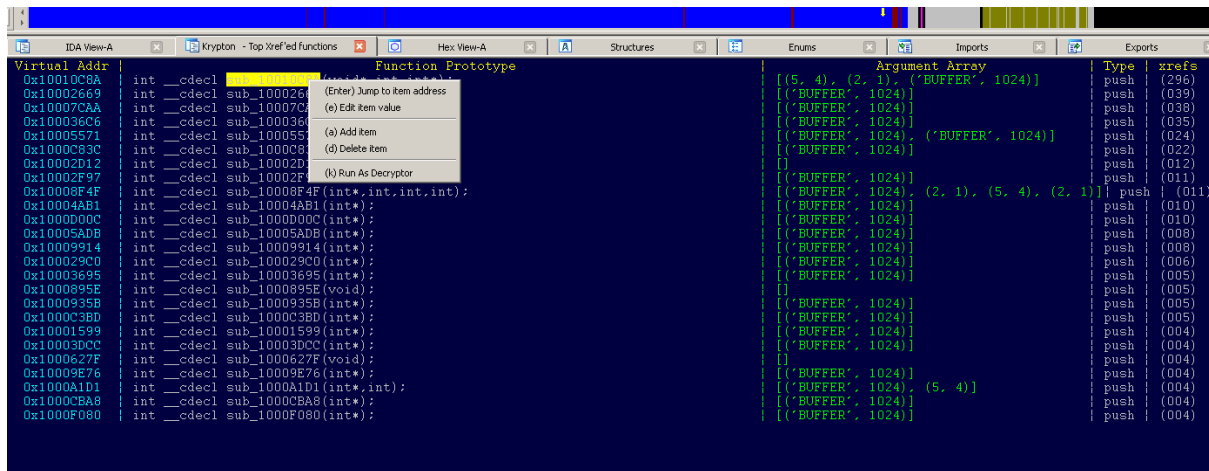 IDA View-A Krypton - Top Xref'ed functions Hex View-A Structures Enums Imports Exports
Virtual Addr | Function Prototype | Argument Array | Type | xrefs
0x10010C8A | int __cdecl sub_10010C8A(void*,int,int*); | [(5, 4), (2, 1), ('BUFFER', 1024)] | push | (296)
0x10002669 | int __cdecl | [('BUFFER', 1024)] | push | (039)
0x10007CAA | int __cdecl | [('BUFFER', 1024)] | push | (038)
0x100036C6 | int __cdecl | [('BUFFER', 1024)] | push | (035)
0x10005571 | int __cdecl | [('BUFFER', 1024), ('BUFFER', 1024)] | push | (024)
0x1000C83C | int __cdecl | [('BUFFER', 1024)] | push | (022)
0x10002D12 | int __cdecl | [] | push | (012)
0x10002F97 | int __cdecl | [('BUFFER', 1024)] | push | (011)
(Enter) Jump to item address
(e) Edit item value
(a) Add item
(d) Delete item
(k) Run As Decryptor
0x10008F4F | int __cdecl sub_10008F4F(int*,int,int,int); | [('BUFFER', 1024), (2, 1), (5, 4), (2, 1)] | push | (011)
0x10004AB1 | int __cdecl sub_10004AB1(int*); | [('BUFFER', 1024)] | push | (010)
0x1000D00C | int __cdecl sub_1000D00C(int*); | [('BUFFER', 1024)] | push | (010)
0x10005ADB | int __cdecl sub_10005ADB(int*); | [('BUFFER', 1024)] | push | (008)
0x10009914 | int __cdecl sub_10009914(int*); | [('BUFFER', 1024)] | push | (008)
0x100029C0 | int __cdecl sub_100029C0(int*); | [('BUFFER', 1024)] | push | (006)
0x10003695 | int __cdecl sub_10003695(int*); | [('BUFFER', 1024)] | push | (005)
0x1000895E | int __cdecl sub_1000895E(void); | [] | push | (005)
0x1000935B | int __cdecl sub_1000935B(int*); | [('BUFFER', 1024)] | push | (005)
0x1000C3BD | int __cdecl sub_1000C3BD(int*); | [('BUFFER', 1024)] | push | (005)
0x10001599 | int __cdecl sub_10001599(int*); | [('BUFFER', 1024)] | push | (004)
0x10003DCC | int __cdecl sub_10003DCC(int*); | [('BUFFER', 1024)] | push | (004)
0x1000627F | int __cdecl sub_1000627F(void); | [] | push | (004)
0x10009E76 | int __cdecl sub_10009E76(int*); | [('BUFFER', 1024)] | push | (004)
0x1000A1D1 | int __cdecl sub_1000A1D1(int*,int); | [('BUFFER', 1024), (5, 4)] | push | (004)
0x1000CBA8 | int __cdecl sub_1000CBA8(int*); | [('BUFFER', 1024)] | push | (004)
0x1000F080 | int __cdecl sub_1000F080(int*); | [('BUFFER', 1024)] | push | (004)